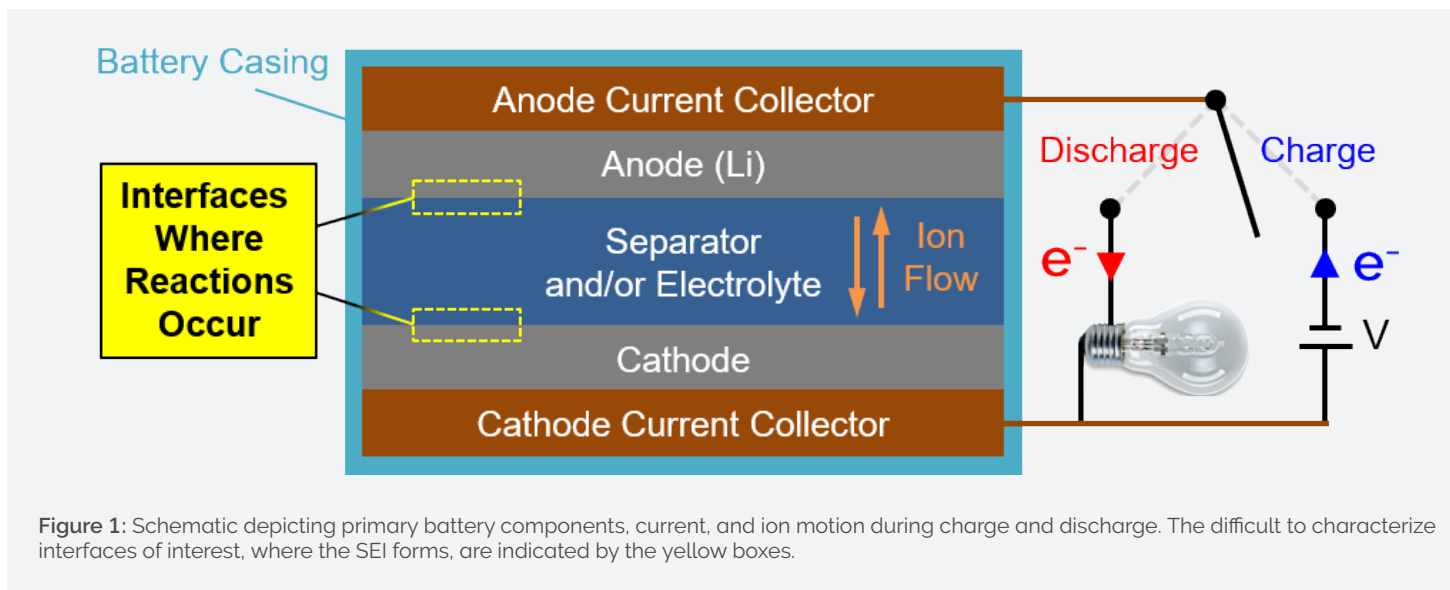 Battery Casing
Anode Current Collector
Anode (Li)
Discharge
Charge
Interfaces
Where
Reactions
Occur
Separator
and/or Electrolyte
Ion
Flow
e⁻
e⁻
V
Cathode
Cathode Current Collector
Figure 1: Schematic depicting primary battery components, current, and ion motion during charge and discharge. The difficult to characterize
interfaces of interest, where the SEI forms, are indicated by the yellow boxes.